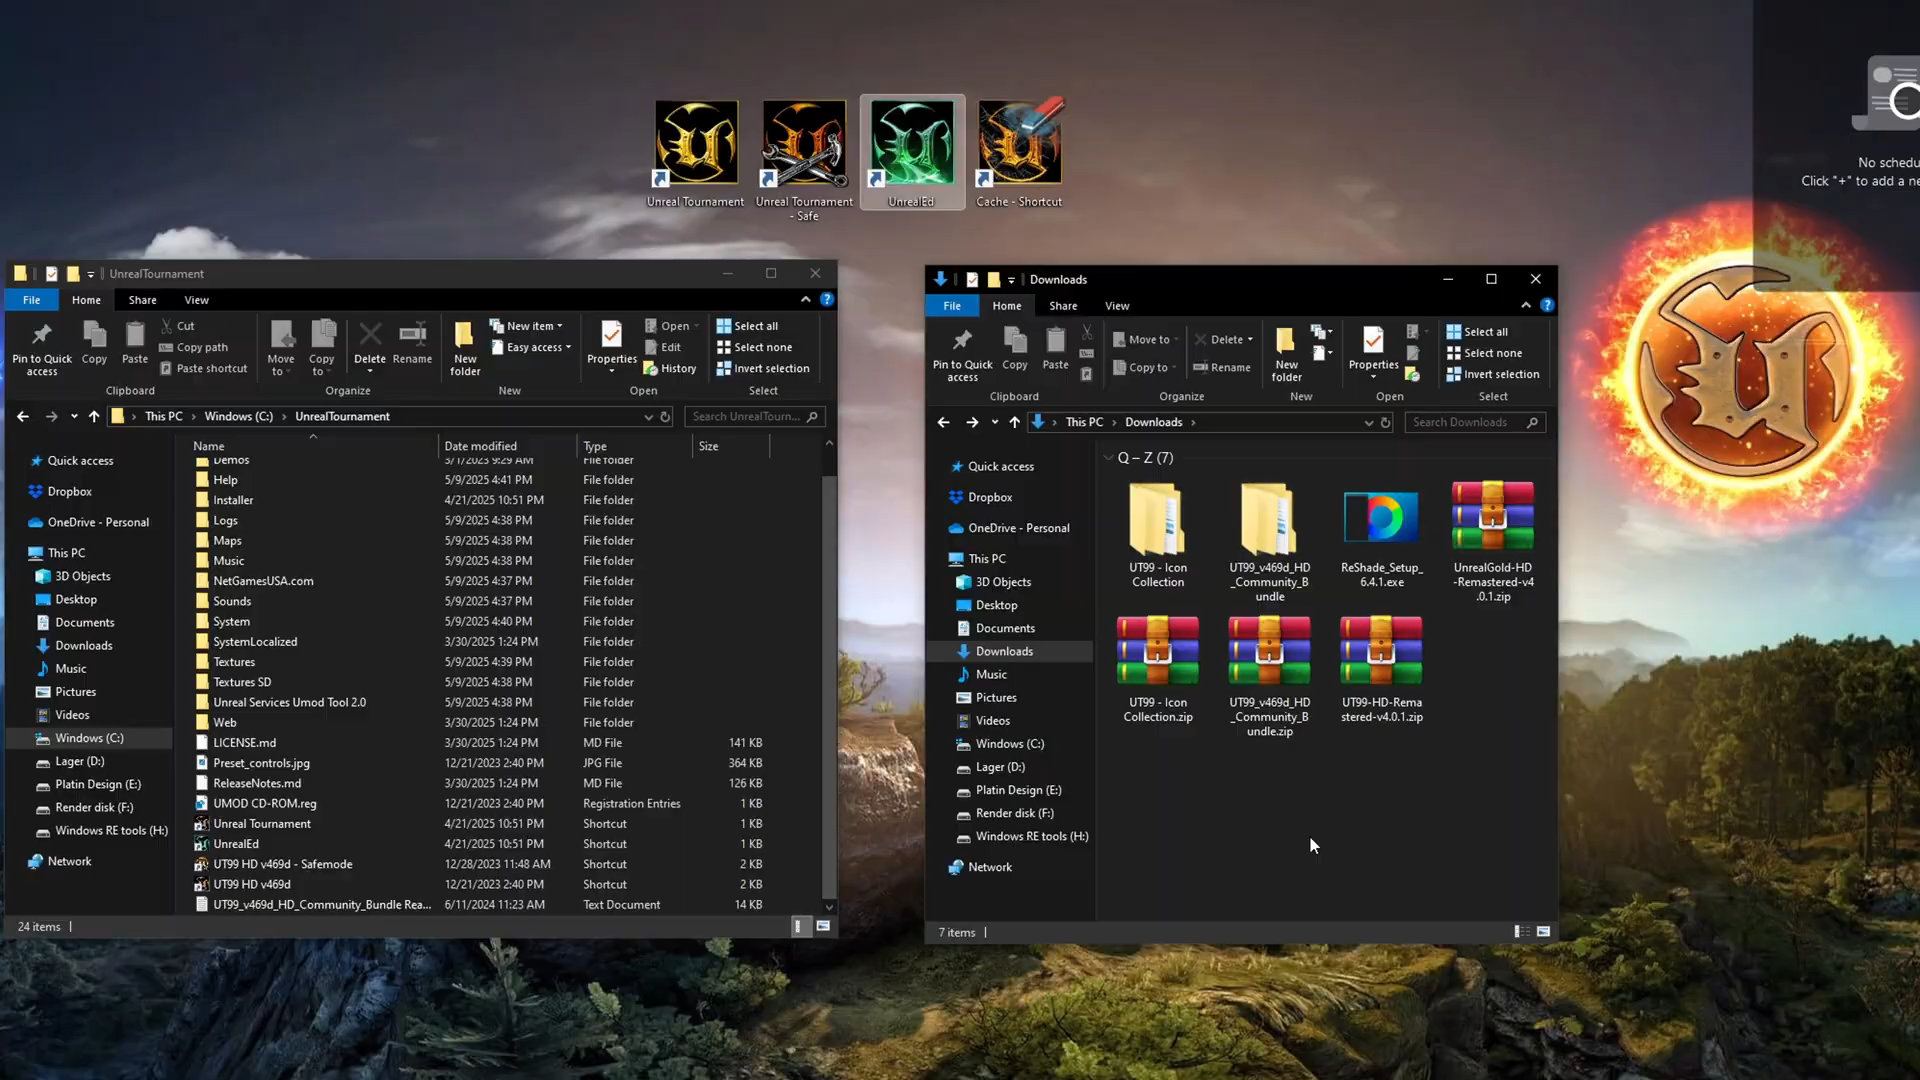 No schedu
Click "+" to add a ne
Unreal Tournament
Unreal Tournament
- Safe
UnrealEd
Cache - Shortcut
UnrealTournament
File
Home
Share
View
Pin to Quick
access
Copy
Paste
Cut
Copy path
Paste shortcut
Clipboard
Move
to
Copy
to
Delete
Rename
Organize
New
folder
New item
Easy access
New
Properties
Open
Edit
History
Open
Select all
Select none
Invert selection
Select
This PC
Windows (C:)
UnrealTournament
Search UnrealTourn...
Quick access
Dropbox
OneDrive - Personal
This PC
3D Objects
Desktop
Documents
Downloads
Music
Pictures
Videos
Windows (C:)
Lager (D:)
Platin Design (E:)
Render disk (F:)
Windows RE tools (H:)
Network
Name Date modified Type Size
Demos 3/1/2023 9:29 AM File folder
Help 5/9/2025 4:41 PM File folder
Installer 4/21/2025 10:51 PM File folder
Logs 5/9/2025 4:38 PM File folder
Maps 5/9/2025 4:38 PM File folder
Music 5/9/2025 4:38 PM File folder
NetGamesUSA.com 5/9/2025 4:37 PM File folder
Sounds 5/9/2025 4:37 PM File folder
System 5/9/2025 4:40 PM File folder
SystemLocalized 3/30/2025 1:24 PM File folder
Textures 5/9/2025 4:39 PM File folder
Textures SD 5/9/2025 4:38 PM File folder
Unreal Services Umod Tool 2.0 5/9/2025 4:38 PM File folder
Web 3/30/2025 1:24 PM File folder
LICENSE.md 3/30/2025 1:24 PM MD File 141 KB
Preset_controls.jpg 12/21/2023 2:40 PM JPG File 364 KB
ReleaseNotes.md 3/30/2025 1:24 PM MD File 126 KB
UMOD CD-ROM.reg 12/21/2023 2:40 PM Registration Entries 1 KB
Unreal Tournament 4/21/2025 10:51 PM Shortcut 1 KB
UnrealEd 4/21/2025 10:51 PM Shortcut 1 KB
UT99 HD v469d - Safemode 12/28/2023 11:48 AM Shortcut 2 KB
UT99 HD v469d 12/21/2023 2:40 PM Shortcut 2 KB
UT99_v469d_HD_Community_Bundle Rea... 6/11/2024 11:23 AM Text Document 14 KB
24 items
Downloads
File
Home
Share
View
Pin to Quick
access
Copy
Paste
Clipboard
Move to
Copy to
Delete
Rename
Organize
New
folder
New
Properties
Open
Select all
Select none
Invert selection
Select
This PC
Downloads
Search Downloads
Quick access
Dropbox
OneDrive - Personal
This PC
3D Objects
Desktop
Documents
Downloads
Music
Pictures
Videos
Windows (C:)
Lager (D:)
Platin Design (E:)
Render disk (F:)
Windows RE tools (H:)
Network
Q – Z (7)
UT99 - Icon
Collection
UT99_v469d_HD
_Community_B
undle
ReShade_Setup_
6.4.1.exe
UnrealGold-HD
-Remastered-v4
.0.1.zip
UT99 - Icon
Collection.zip
UT99_v469d_HD
_Community_B
undle.zip
UT99-HD-Rema
stered-v4.0.1.zip
7 items